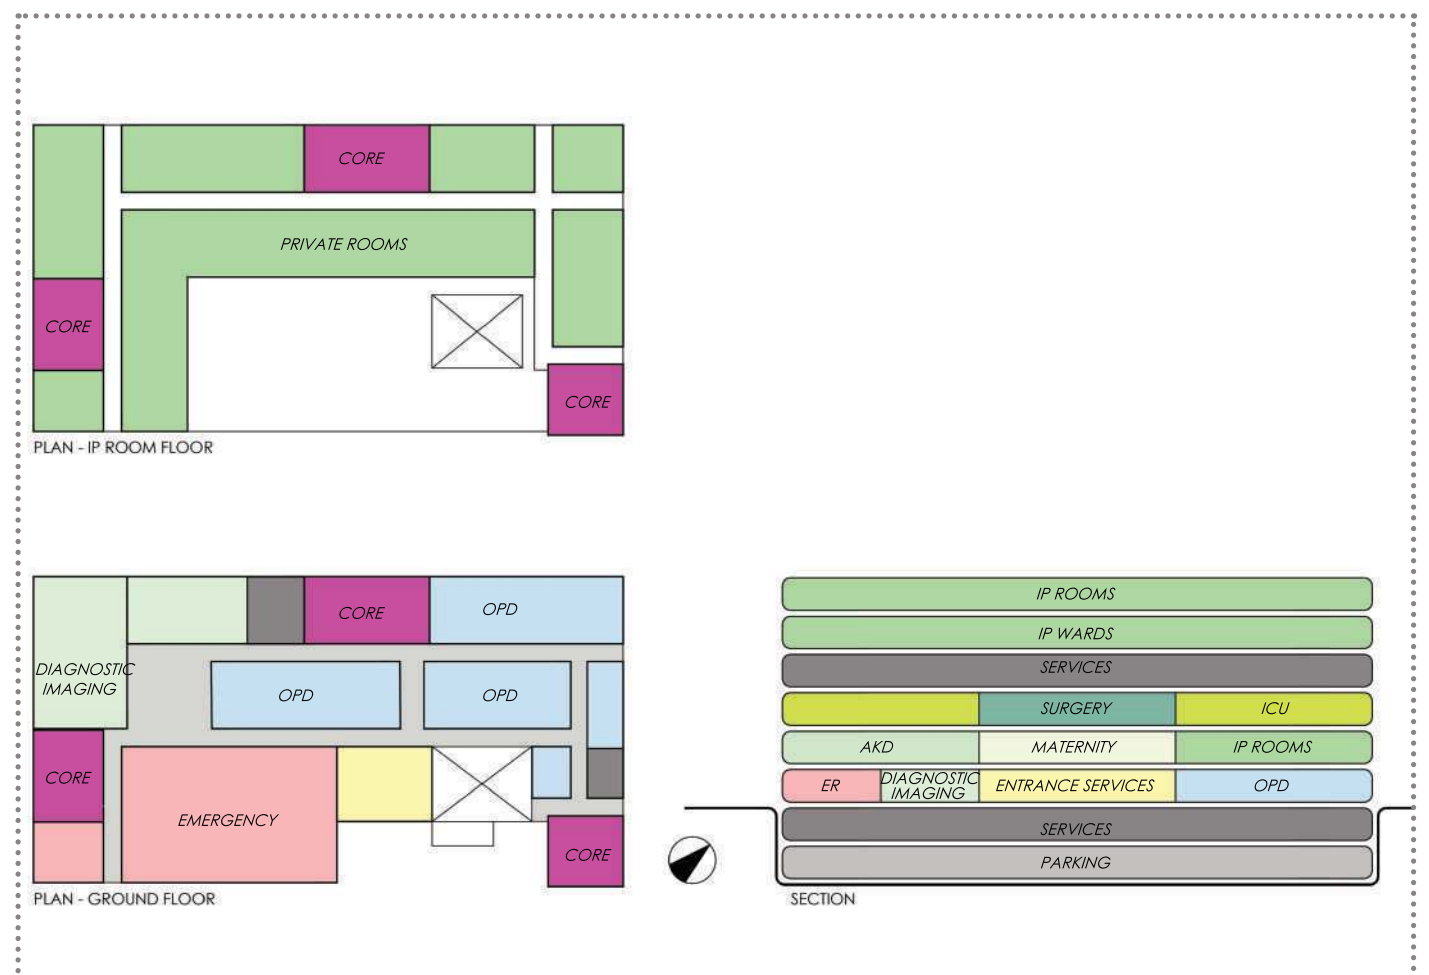 CORE
PRIVATE ROOMS
CORE
CORE
PLAN - IP ROOM FLOOR
CORE
OPD
DIAGNOSTIC
IMAGING
OPD
OPD
CORE
EMERGENCY
CORE
PLAN - GROUND FLOOR
IP ROOMS
IP WARDS
SERVICES
SURGERY
ICU
AKD
MATERNITY
IP ROOMS
ER
DIAGNOSTIC
IMAGING
ENTRANCE SERVICES
OPD
SERVICES
PARKING
SECTION